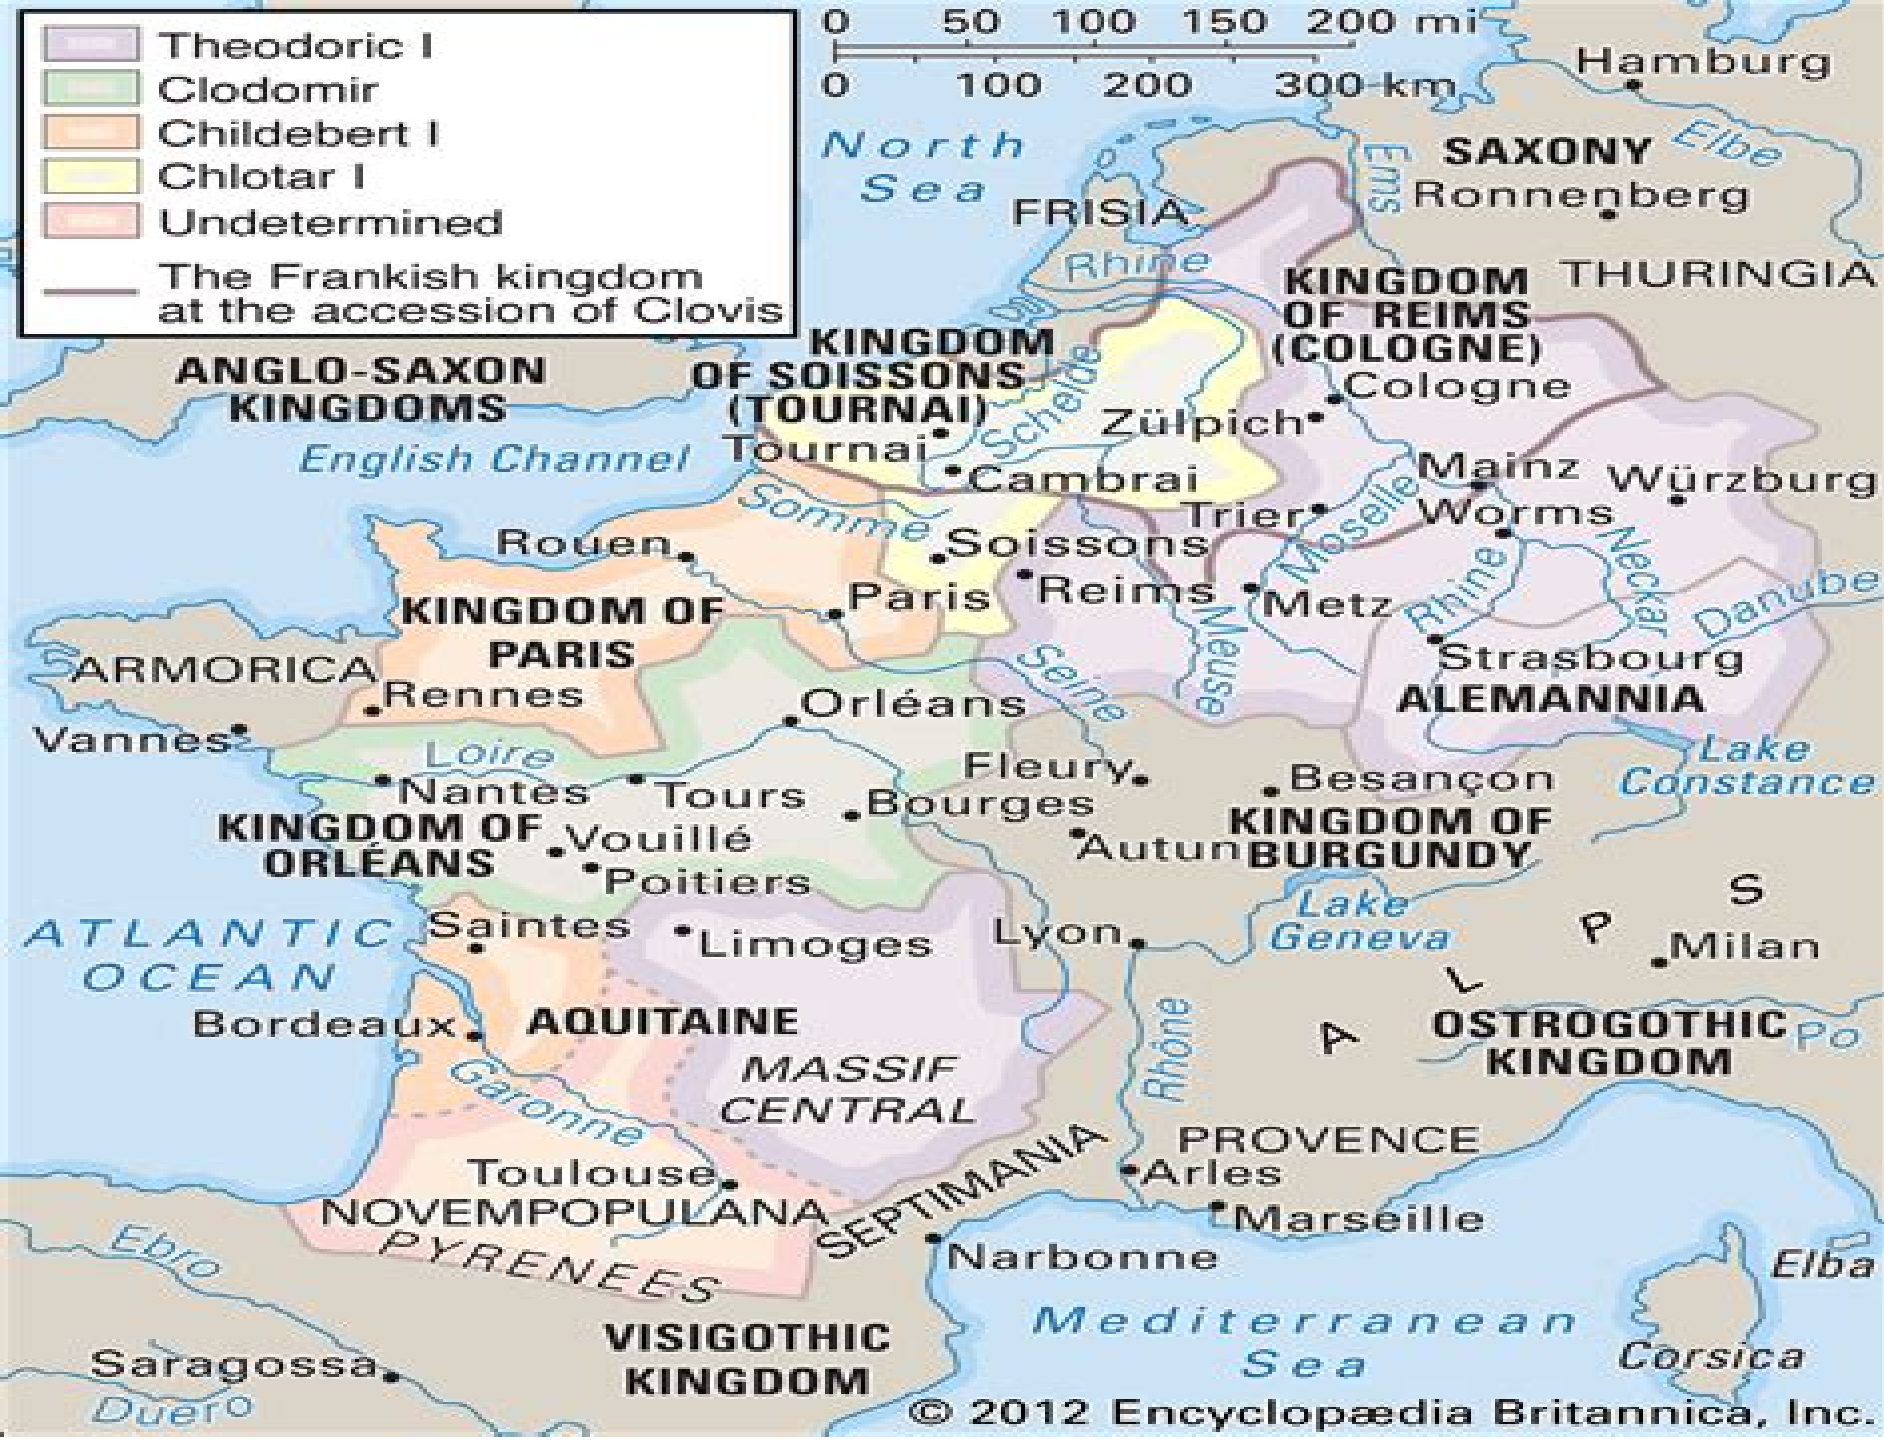 Theodoric I
Clodomir
Childebert I
Chlotar I
Undetermined
The Frankish kingdom
at the accession of Clovis
0 50 100 150 200 mi
0 100 200 300 km
Hamburg
North
Sea
Elbe
Ems
SAXONY
Ronnenberg
FRISIA
Rhine
THURINGIA
KINGDOM
OF REIMS
(COLOGNE)
KINGDOM
OF SOISSONS
(TOURNAI)
ANGLO-SAXON
KINGDOMS
Schelde
Cologne
Zülpich
English Channel
Tournai
Cambrai
Mainz
Würzburg
Somme
Trier
Moselle
Worms
Rouen
Soissons
Neckar
Paris
Reims
Metz
Rhine
Danube
KINGDOM OF
PARIS
Meuse
ARMORICA
Seine
Strasbourg
Rennes
Orléans
ALEMANNIA
Vannes
Loire
Fleury
Lake
Constance
Nantes
Tours
Bourges
Besançon
KINGDOM OF
ORLÉANS
Vouillé
Autun
KINGDOM OF
BURGUNDY
Poitiers
Lake
Geneva
ATLANTIC
OCEAN
Saintes
Limoges
Lyon
A L P S
Milan
Bordeaux
AQUITAINE
Rhône
OSTROGOTHIC
KINGDOM
Po
MASSIF
CENTRAL
Garonne
PROVENCE
Toulouse
SEPTIMANIA
Arles
NOVEMPOPULANA
Marseille
PYRENEES
Ebro
Narbonne
Elba
Mediterranean
Sea
VISIGOTHIC
KINGDOM
Corsica
Saragossa
Duero
© 2012 Encyclopædia Britannica, Inc.